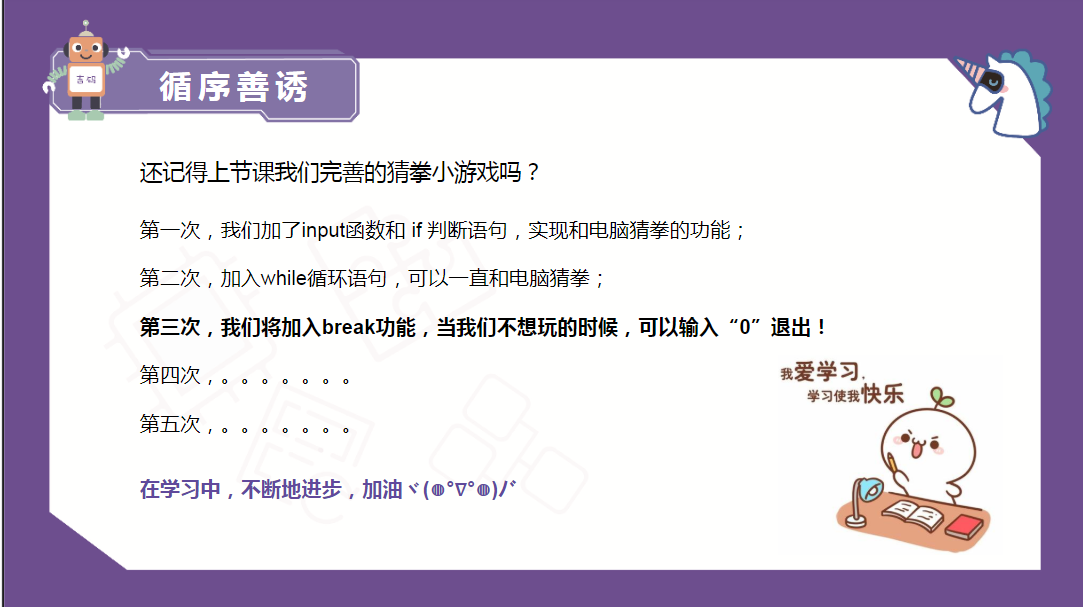 吉码
循序善诱
还记得上节课我们完善的猜拳小游戏吗？
第一次，我们加了input函数和 if 判断语句，实现和电脑猜拳的功能；
第二次，加入while循环语句，可以一直和电脑猜拳；
第三次，我们将加入break功能，当我们不想玩的时候，可以输入“0”退出！
第四次，。。。。。。。
第五次，。。。。。。。
我爱学习，
学习使我快乐
在学习中，不断地进步，加油ヾ(◍°∇°◍)ﾉﾞ